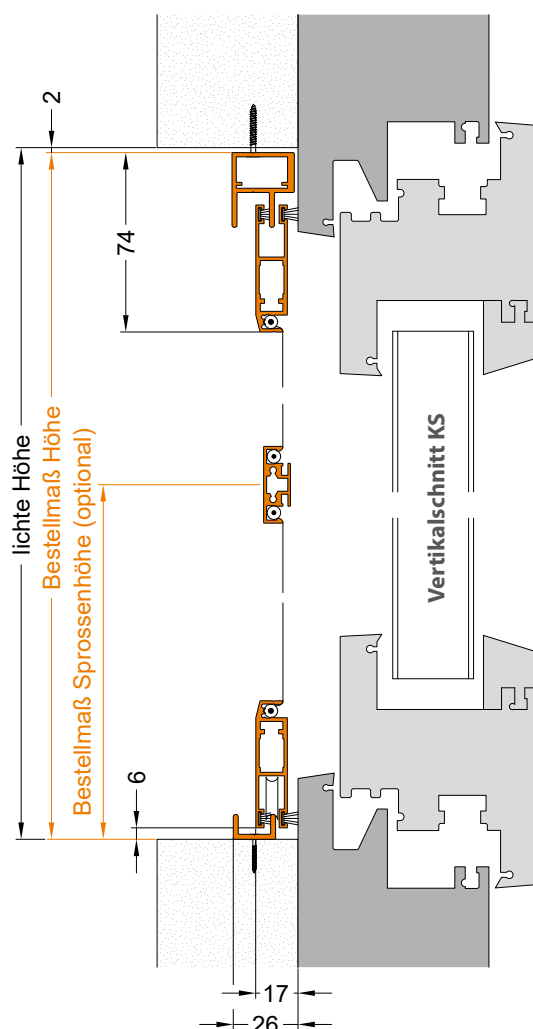 2
74
lichte Höhe
Bestellmaß Höhe
Bestellmaß Sprossenhöhe (optional)
Vertikalschnitt KS
6
17
26